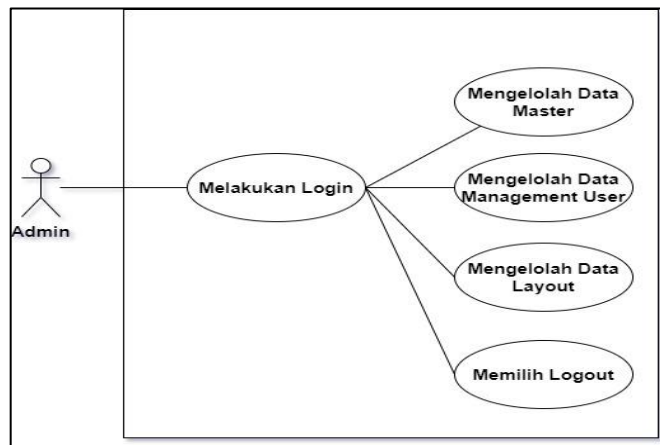 Mengelolah Data
Master
Melakukan Login
Mengelolah Data
Management User
Admin
Mengelolah Data
Layout
Memilih Logout